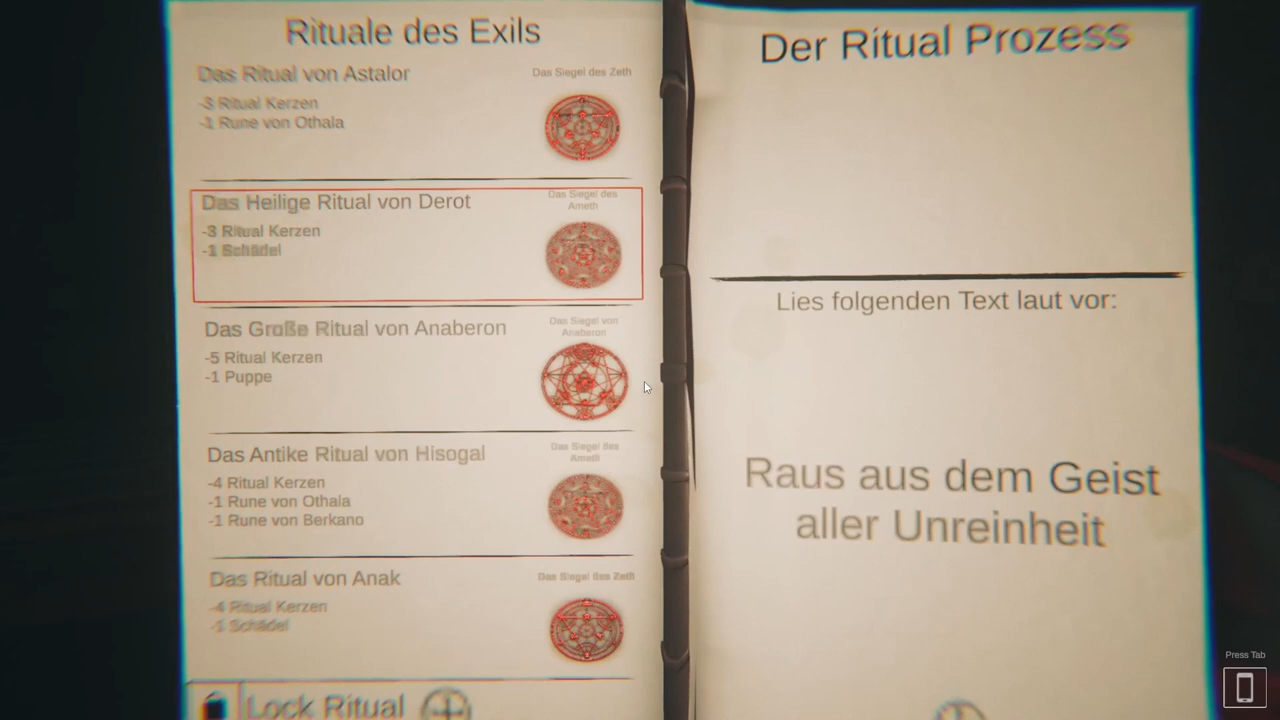 Rituale des Exils
Das Ritual von Astalor
Das Siegel des Zeth
-3 Ritual Kerzen
-1 Rune von Othala
Das Heilige Ritual von Derot
Das Siegel des
Ameth
-3 Ritual Kerzen
-1 Schädel
Das Große Ritual von Anaberon
Das Siegel von
Anaberon
-5 Ritual Kerzen
-1 Puppe
Das Antike Ritual von Hisogal
Das Siegel des
Ameth
-4 Ritual Kerzen
-1 Rune von Othala
-1 Rune von Berkano
Das Ritual von Anak
Das Siegel des Zeth
-4 Ritual Kerzen
-1 Schädel
Lock Ritual
Der Ritual Prozess
Lies folgenden Text laut vor:
Raus aus dem Geist
aller Unreinheit
Press Tab